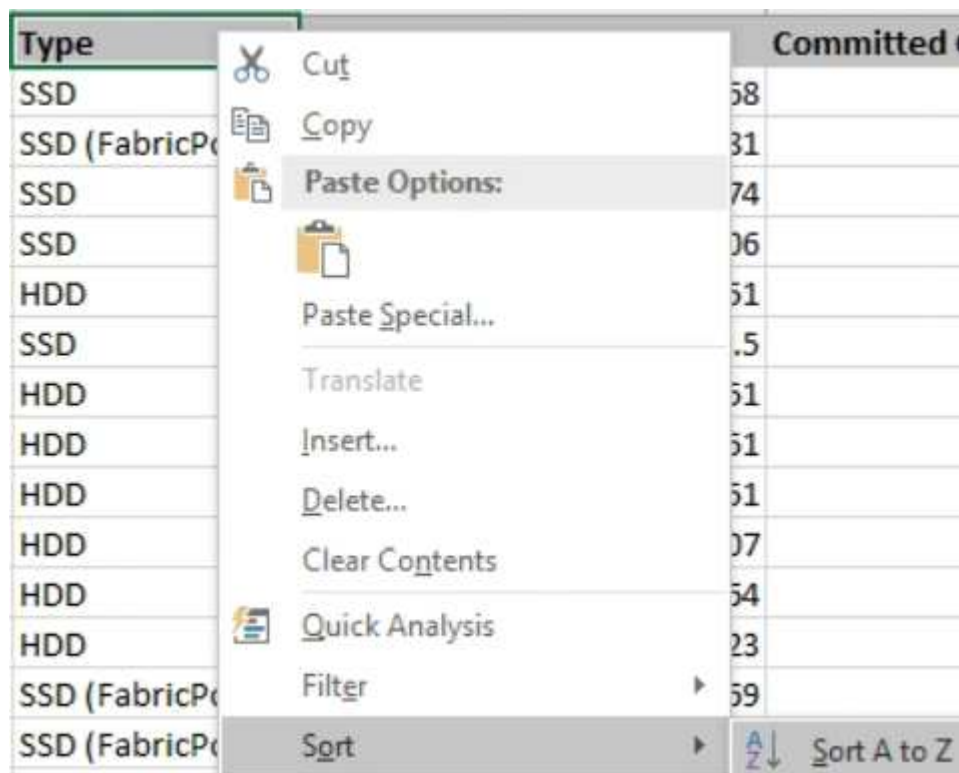 Type Committed
SSD Cut 58
SSD (FabricPo Copy 31
SSD Paste Options: 74
SSD 06
HDD 51
SSD Paste Special... .5
HDD Translate 51
HDD Insert... 51
HDD Delete... 51
HDD Clear Contents 07
HDD 54
HDD Quick Analysis 23
SSD (FabricPo Filter 59
SSD (FabricPo Sort Sort A to Z